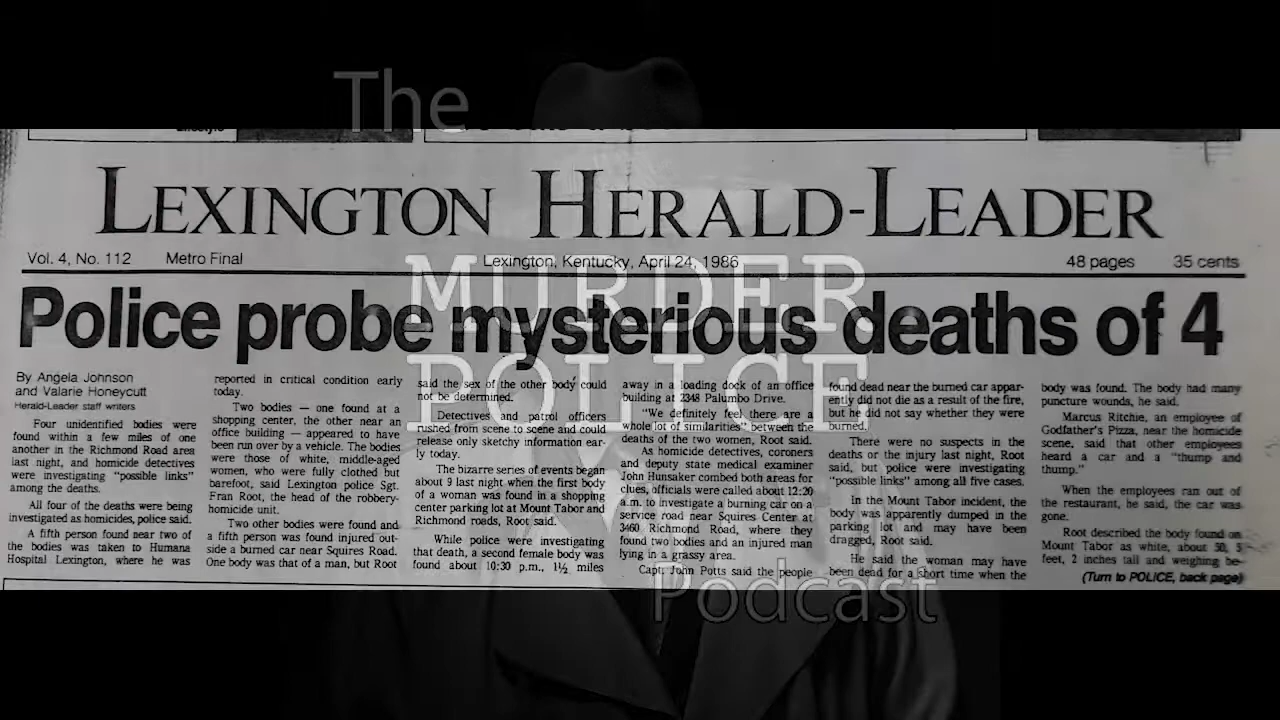 The
LEXINGTON HERALD-LEADER
Vol. 4, No. 112 Metro Final Lexington, Kentucky, April 24, 1986 48 pages 35 cents
MURDER
POLICE
Podcast
Police probe mysterious deaths of 4
By Angela Johnson
and Valarie Honeycutt
Herald-Leader staff writers
Four unidentified bodies were
found within a few miles of one
another in the Richmond Road area
last night, and homicide detectives
were investigating "possible links"
among the deaths.
All four of the deaths were being
investigated as homicides, police said.
A fifth person found near two of
the bodies was taken to Humana
Hospital Lexington, where he was
reported in critical condition early
today.
Two bodies — one found at a
shopping center, the other near an
office building — appeared to have
been run over by a vehicle. The bodies
were those of white, middle-aged
women, who were fully clothed but
barefoot, said Lexington police Sgt.
Fran Root, the head of the robbery-
homicide unit.
Two other bodies were found and
a fifth person was found injured out-
side a burned car near Squires Road.
One body was that of a man, but Root
said the sex of the other body could
not be determined.
Detectives and patrol officers
rushed from scene to scene and could
release only sketchy information ear-
ly today.
The bizarre series of events began
about 9 last night when the first body
of a woman was found in a shopping
center parking lot at Mount Tabor and
Richmond roads, Root said.
While police were investigating
that death, a second female body was
found about 10:30 p.m., 1½ miles
away in a loading dock of an office
building at 2348 Palumbo Drive.
"We definitely feel there are a
whole lot of similarities" between the
deaths of the two women, Root said.
As homicide detectives, coroners
and deputy state medical examiner
John Hunsaker combed both areas for
clues, officials were called about 12:20
a.m. to investigate a burning car on a
service road near Squires Center at
3460 Richmond Road, where they
found two bodies and an injured man
lying in a grassy area.
Capt. John Potts said the people
found dead near the burned car appar-
ently did not die as a result of the fire,
but he did not say whether they were
burned.
There were no suspects in the
deaths or the injury last night, Root
said, but police were investigating
"possible links" among all five cases.
In the Mount Tabor incident, the
body was apparently dumped in the
parking lot and may have been
dragged, Root said.
He said the woman may have
been dead for a short time when the
body was found. The body had many
puncture wounds, he said.
Marcus Ritchie, an employee of
Godfather's Pizza, near the homicide
scene, said that other employees
heard a car and a "thump and
thump."
When the employees ran out of
the restaurant, he said, the car was
gone.
Root described the body found on
Mount Tabor as white, about 50, 5
feet, 2 inches tall and weighing be-
(Turn to POLICE, back page)